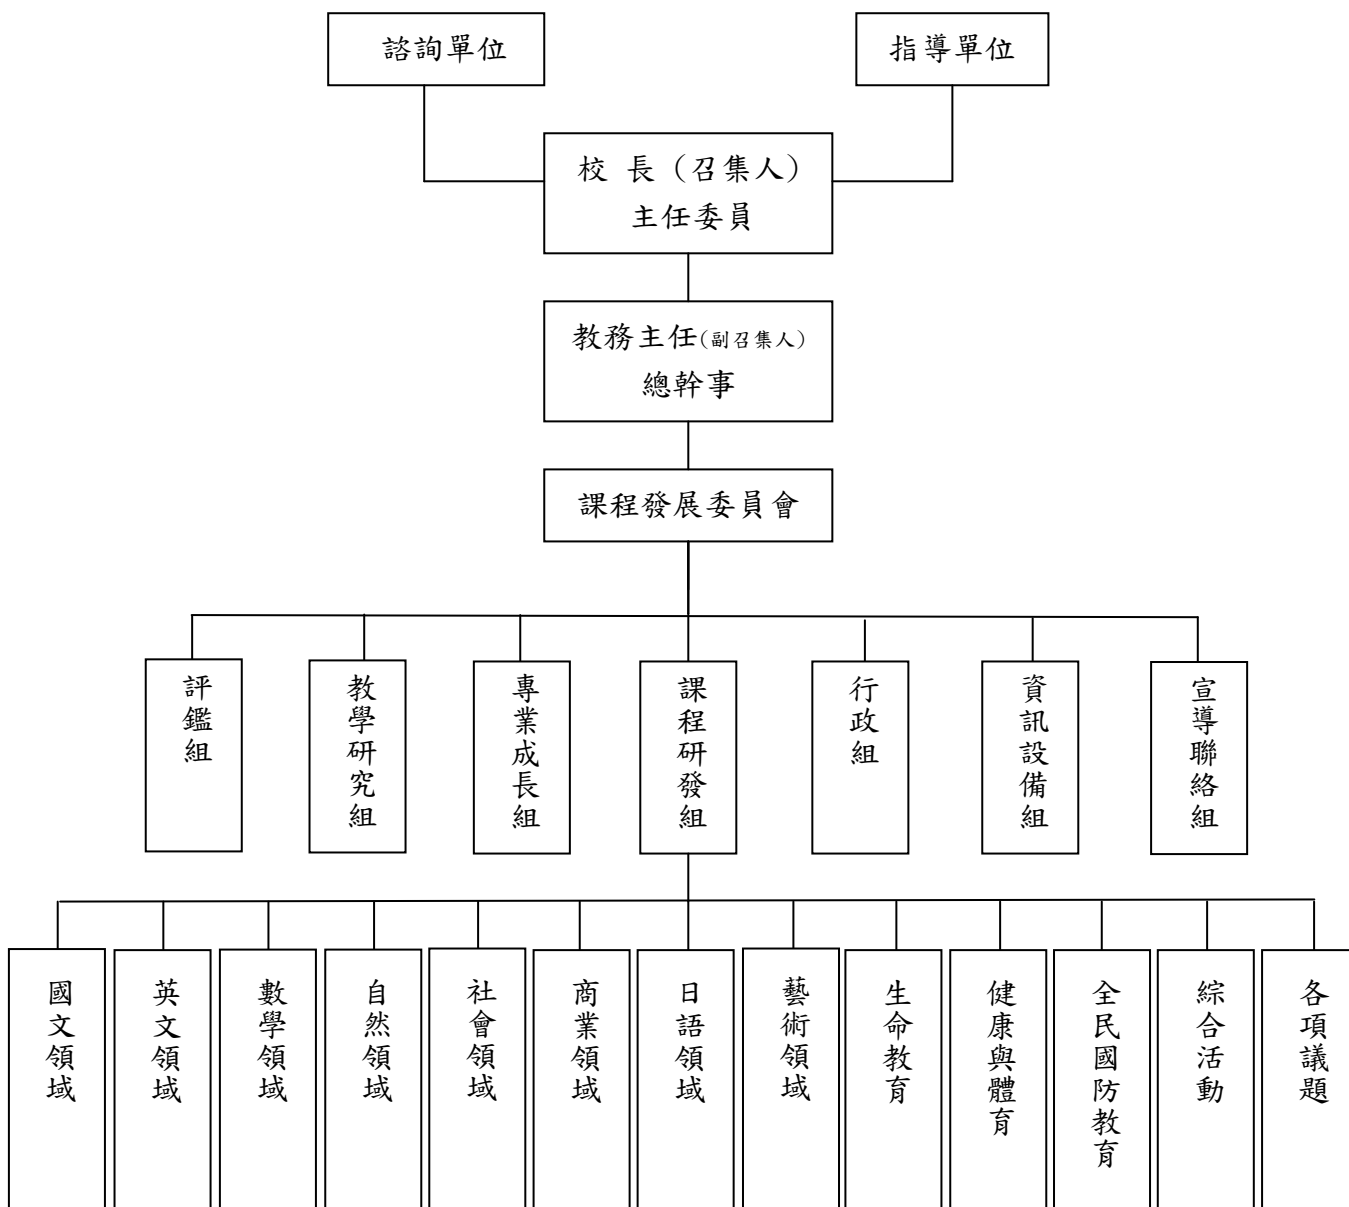 諮詢單位
指導單位
校 長（召集人）
主任委員
教務主任(副召集人)
總幹事
課程發展委員會
評鑑組
教學研究組
專業成長組
課程研發組
行政組
資訊設備組
宣導聯絡組
國文領域
英文領域
數學領域
自然領域
社會領域
商業領域
日語領域
藝術領域
生命教育
健康與體育
全民國防教育
綜合活動
各項議題